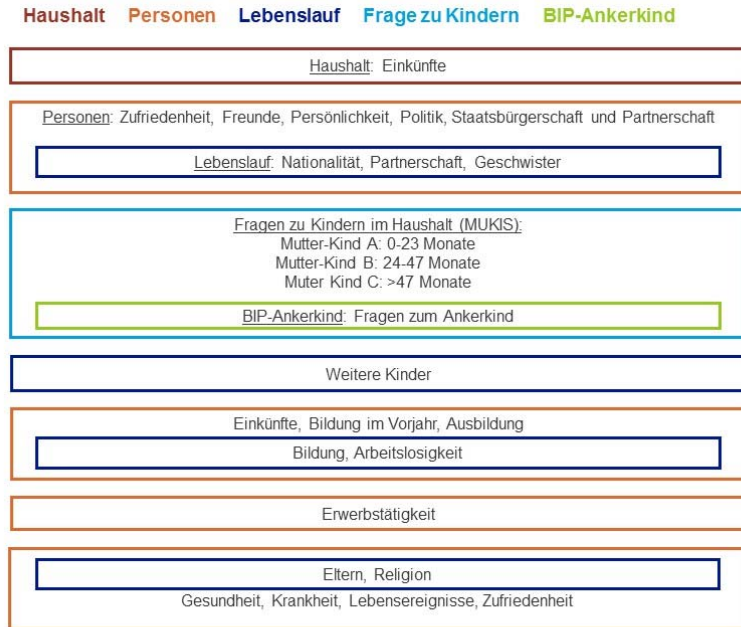 Haushalt Personen Lebenslauf Frage zu Kindern BIP-Ankerkind
Haushalt: Einkünfte
Personen: Zufriedenheit, Freunde, Persönlichkeit, Politik, Staatsbürgerschaft und Partnerschaft
Lebenslauf: Nationalität, Partnerschaft, Geschwister
Fragen zu Kindern im Haushalt (MUKIS):
Mutter-Kind A: 0-23 Monate
Mutter-Kind B: 24-47 Monate
Muter Kind C: >47 Monate
BIP-Ankerkind: Fragen zum Ankerkind
Weitere Kinder
Einkünfte, Bildung im Vorjahr, Ausbildung
Bildung, Arbeitslosigkeit
Erwerbstätigkeit
Eltern, Religion
Gesundheit, Krankheit, Lebensereignisse, Zufriedenheit